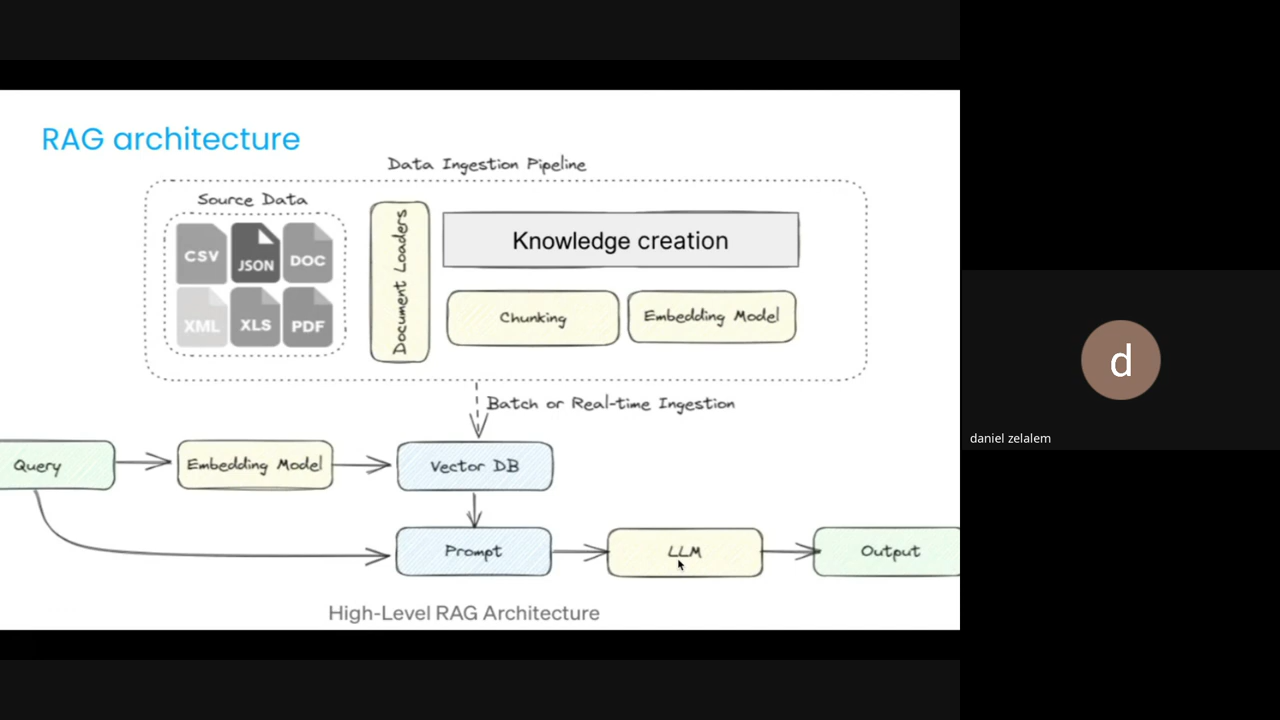 RAG architecture
Data Ingestion Pipeline
Source Data
CSV
JSON
DOC
XML
XLS
PDF
Document Loaders
Knowledge creation
Chunking
Embedding Model
Batch or Real-time Ingestion
Query
Embedding Model
Vector DB
Prompt
LLM
Output
High-Level RAG Architecture
d
daniel zelalem